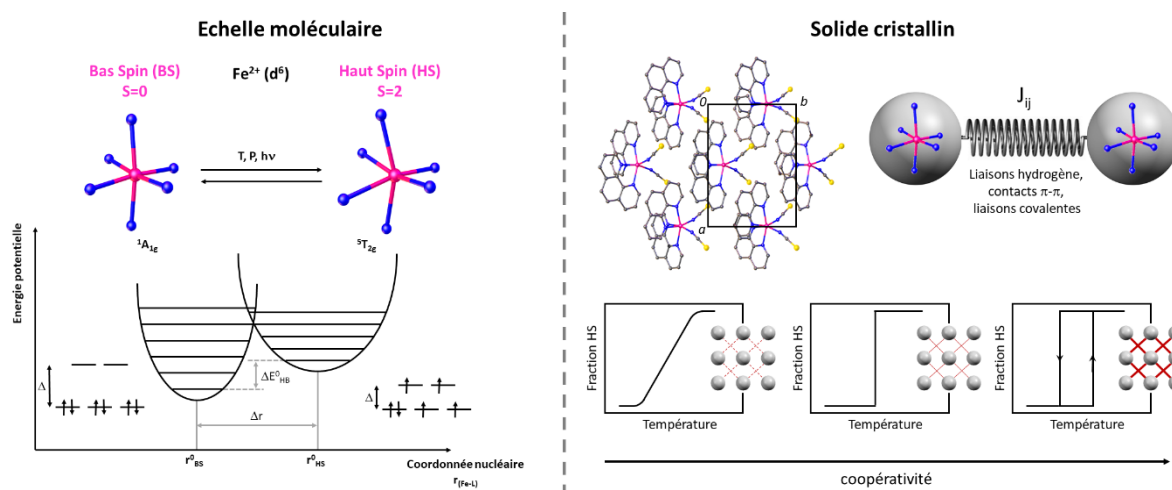 Echelle moléculaire
Bas Spin (BS)
S=0
Fe²⁺ (d⁶)
Haut Spin (HS)
S=2
T, P, hν
¹A₁g
⁵T₂g
Energie potentielle
Δ
ΔE⁰HB
Δ
Δr
r⁰BS
r⁰HS
Coordonnée nucléaire
r(Fe-L)
Solide cristallin
0
b
a
Jij
Liaisons hydrogène,
contacts π-π,
liaisons covalentes
Fraction HS
Température
Fraction HS
Température
Fraction HS
Température
coopérativité